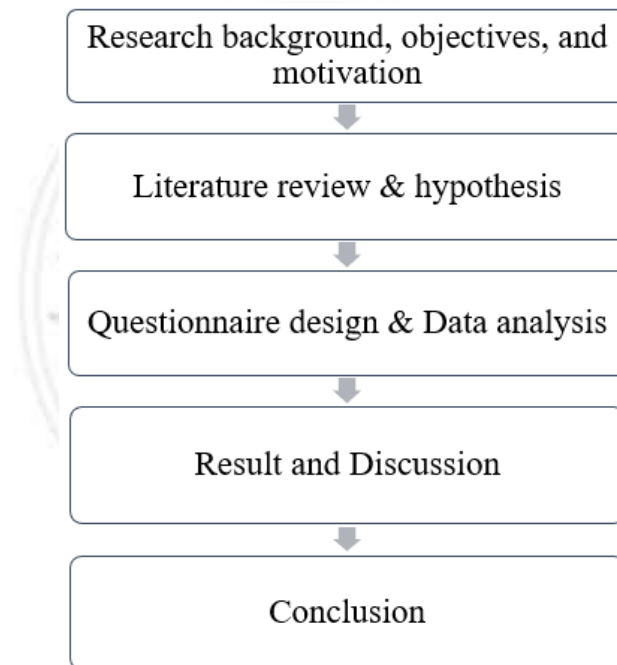 Research background, objectives, and
motivation
Literature review & hypothesis
Questionnaire design & Data analysis
Result and Discussion
Conclusion